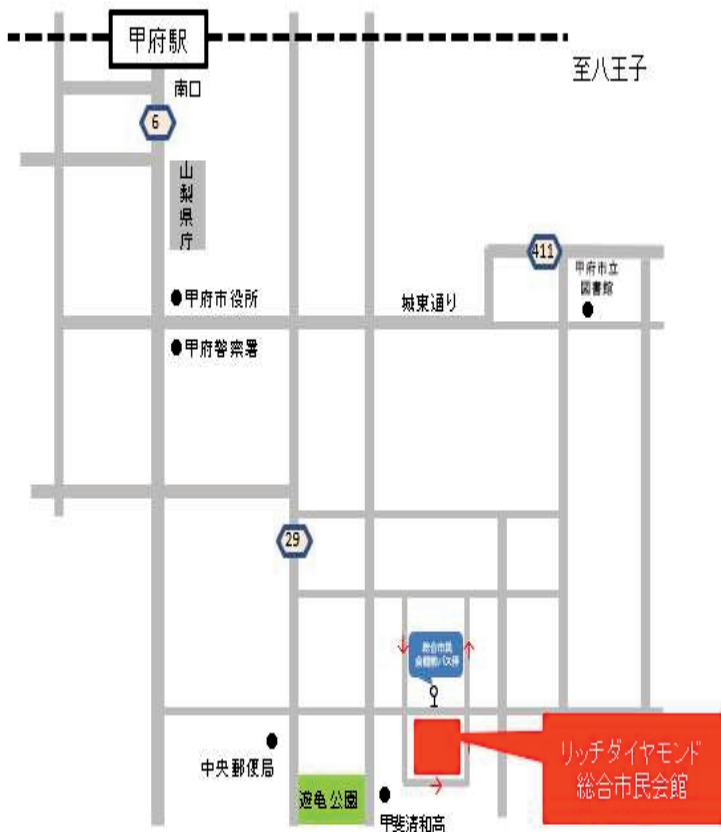 甲府駅
至八王子
南口
6
山梨県庁
411
甲府市立
図書館
甲府市役所
城東通り
甲府警察署
29
総合市民
会館前バス停
リッチダイヤモンド
総合市民会館
中央郵便局
遊亀公園
甲斐清和高